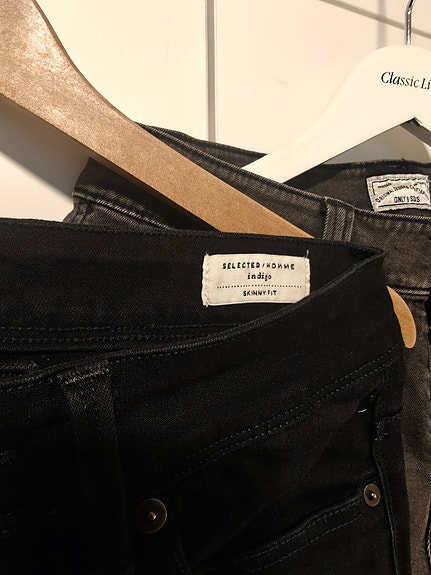 Classic Li
SELECTED/HOMME
indigo
SKINNY FIT
ONLY & SONS